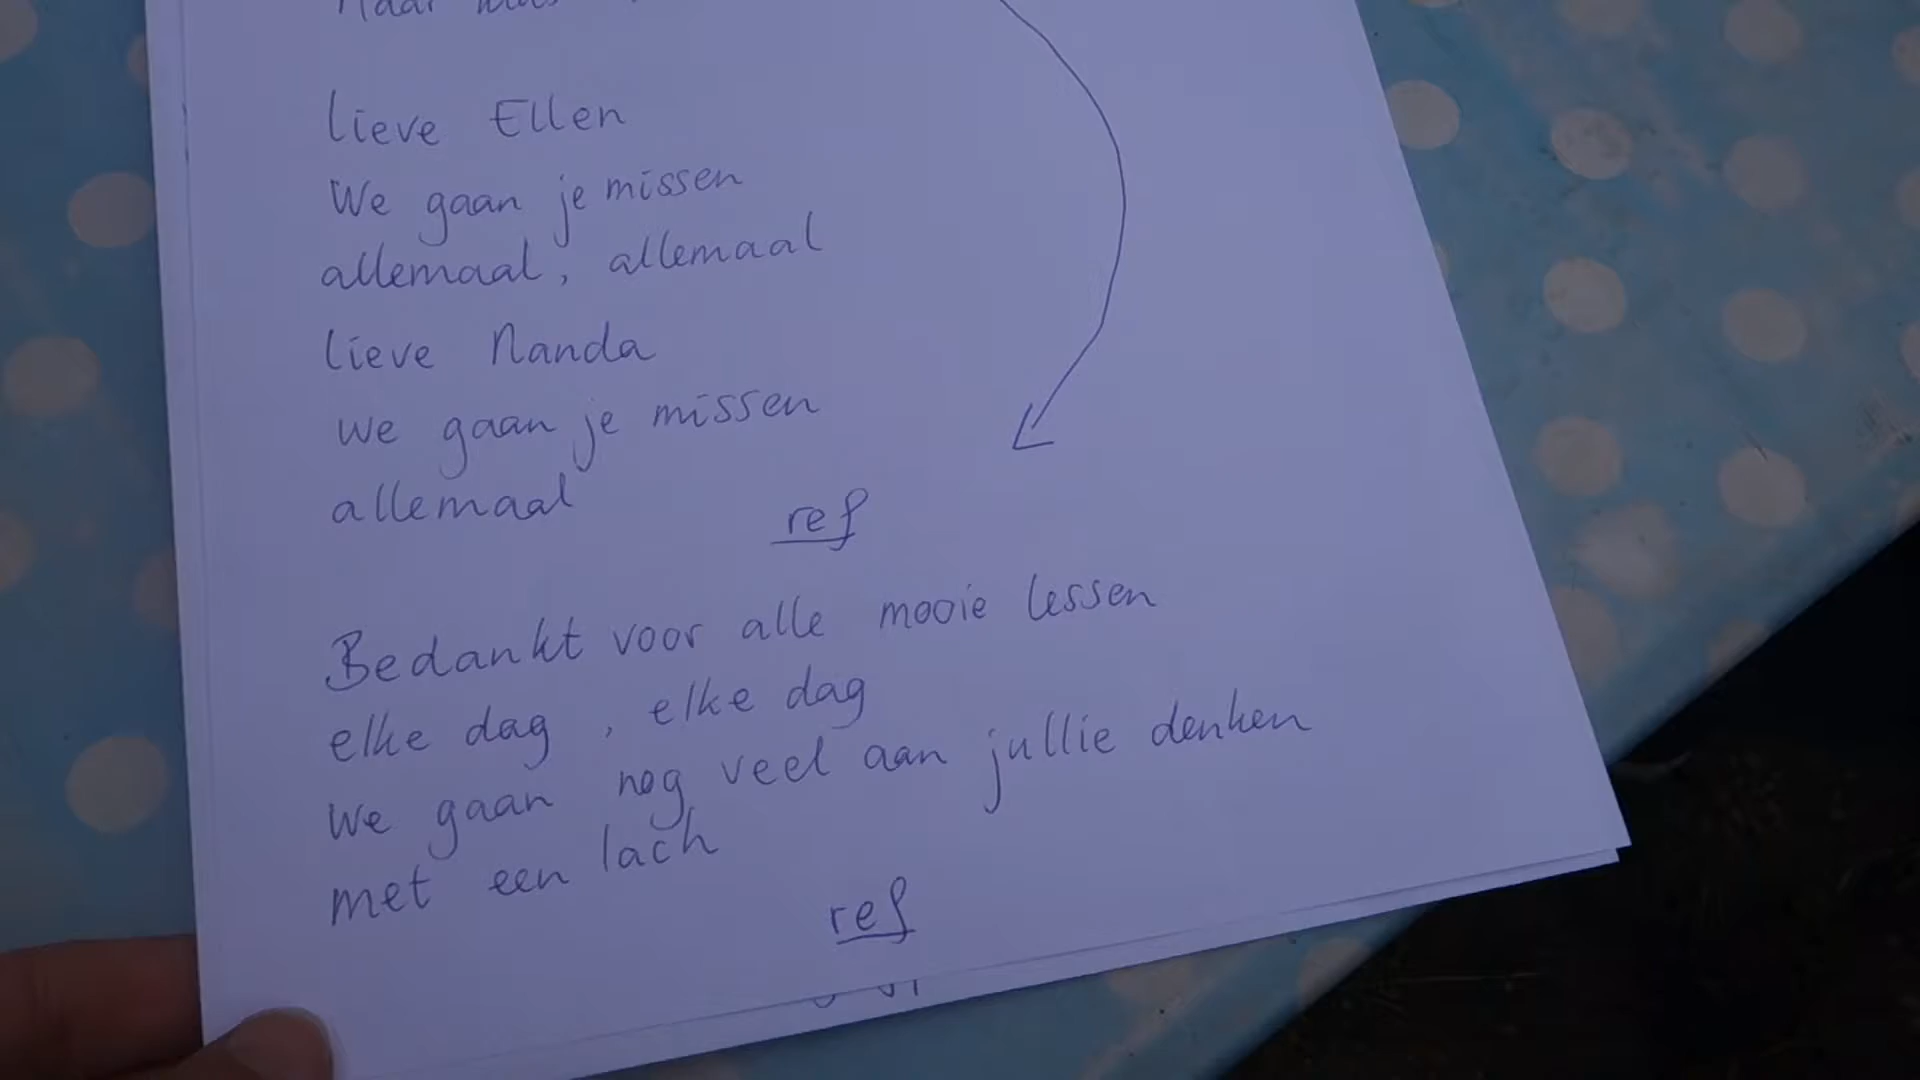 lieve Ellen
We gaan je missen
allemaal, allemaal
lieve Nanda
we gaan je missen
allemaal
ref
Bedankt voor alle mooie lessen
elke dag, elke dag
We gaan nog veel aan jullie denken
met een lach
ref